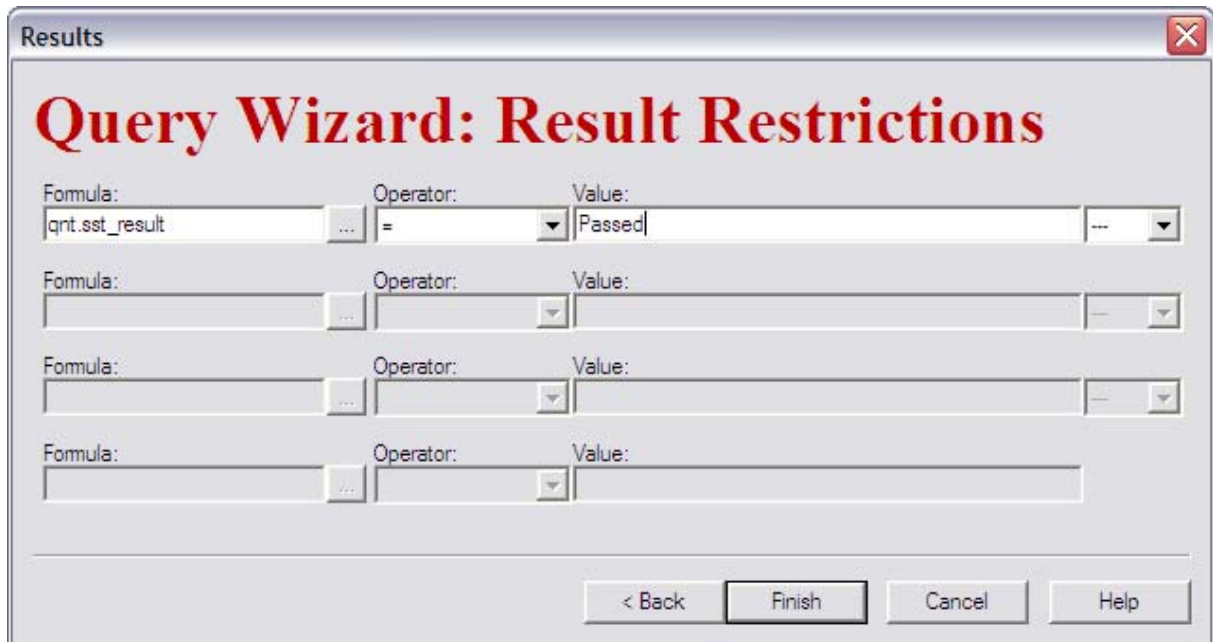 Results
Query Wizard: Result Restrictions
Formula: Operator: Value:
qnt.sst_result ... = Passed ---
Formula: Operator: Value:
... ---
Formula: Operator: Value:
... ---
Formula: Operator: Value:
...
< Back Finish Cancel Help